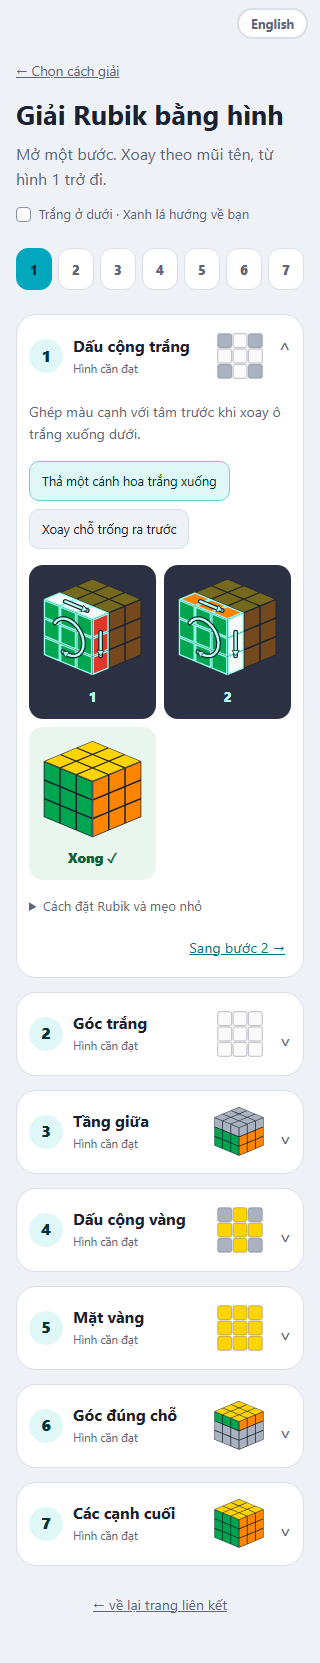 English
← Chọn cách giải
Giải Rubik bằng hình
Mở một bước. Xoay theo mũi tên, từ
hình 1 trở đi.
Trắng ở dưới · Xanh lá hướng về bạn
1 2 3 4 5 6 7
1
Dấu cộng trắng
Hình cần đạt
Ghép màu cạnh với tâm trước khi xoay ô
trắng xuống dưới.
Thả một cánh hoa trắng xuống
Xoay chỗ trống ra trước
1
2
Xong ✓
▶ Cách đặt Rubik và mẹo nhỏ
Sang bước 2 →
2
Góc trắng
Hình cần đạt
3
Tầng giữa
Hình cần đạt
4
Dấu cộng vàng
Hình cần đạt
5
Mặt vàng
Hình cần đạt
6
Góc đúng chỗ
Hình cần đạt
7
Các cạnh cuối
Hình cần đạt
← về lại trang liên kết